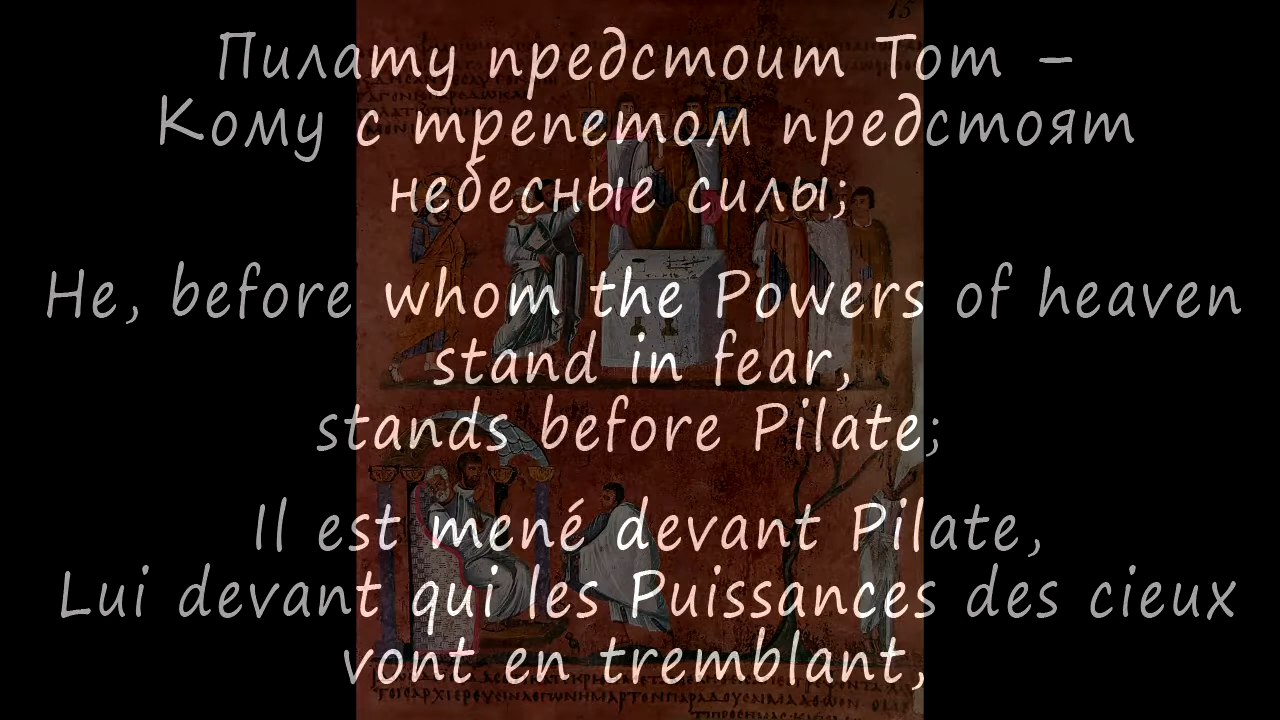 15
Пилату предстоит Тот –
Кому с трепетом предстоят
небесные силы;
He, before whom the Powers of heaven
stand in fear,
stands before Pilate;
Il est mené devant Pilate,
Lui devant qui les Puissances des cieux
vont en tremblant,